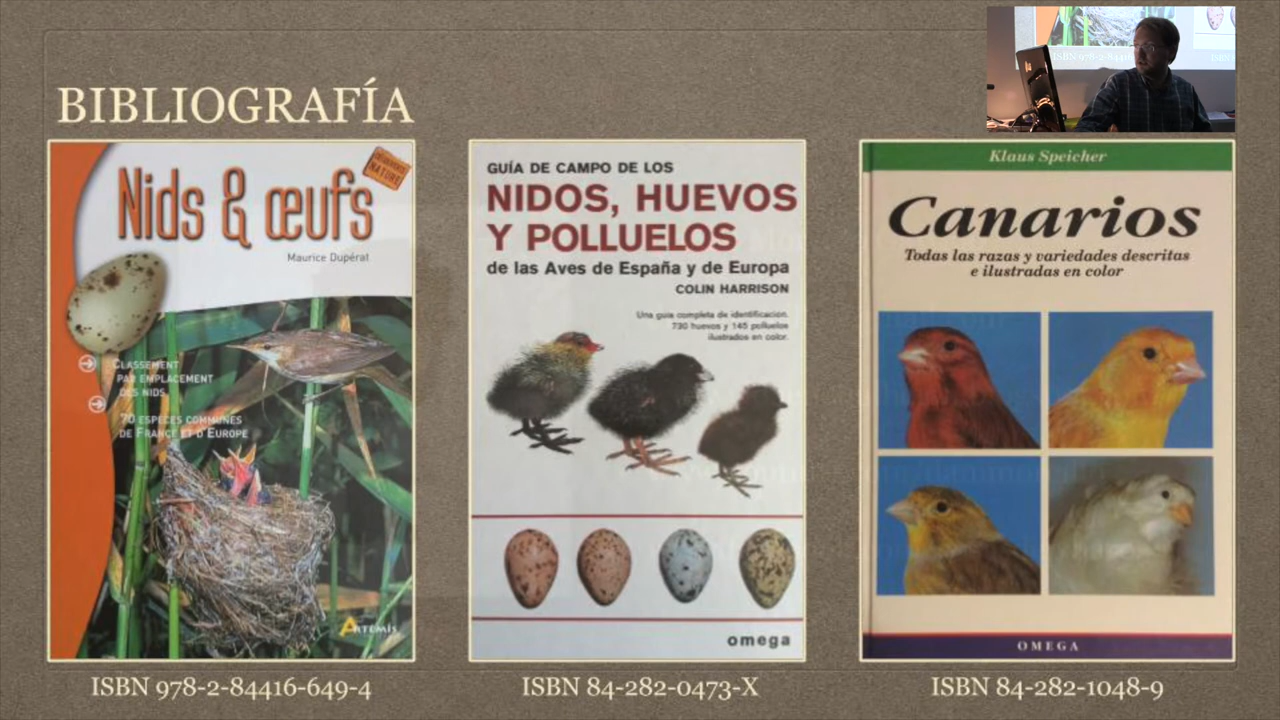 BIBLIOGRAFÍA
Nids & œufs
NATURE
Maurice Dupérat
CLASSEMENT
PAR EMPLACEMENT
DES NIDS
70 ESPÈCES COMMUNES
DE FRANCE ET D'EUROPE
ARTEMIS
ISBN 978-2-84416-649-4
GUÍA DE CAMPO DE LOS
NIDOS, HUEVOS
Y POLLUELOS
de las Aves de España y de Europa
COLIN HARRISON
Una guía completa de identificación.
730 huevos y 145 polluelos
ilustrados en color.
omega
ISBN 84-282-0473-X
Klaus Speicher
Canarios
Todas las razas y variedades descritas
e ilustradas en color
OMEGA
ISBN 84-282-1048-9